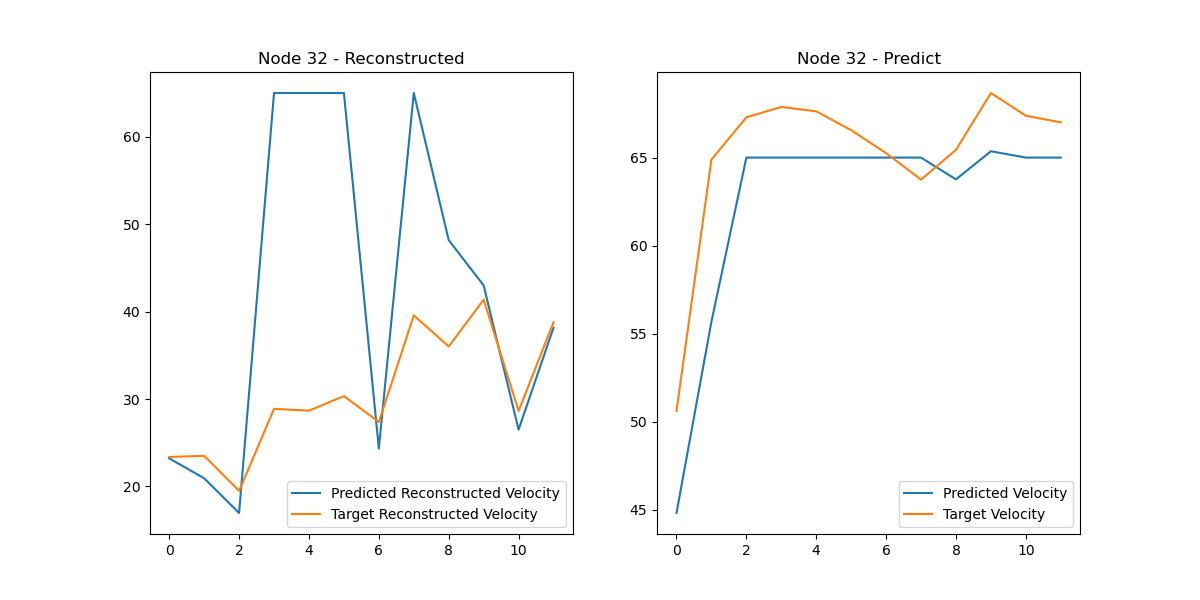 Node 32 - Reconstructed
60
50
40
30
20
0 2 4 6 8 10
Predicted Reconstructed Velocity
Target Reconstructed Velocity
Node 32 - Predict
65
60
55
50
45
0 2 4 6 8 10
Predicted Velocity
Target Velocity